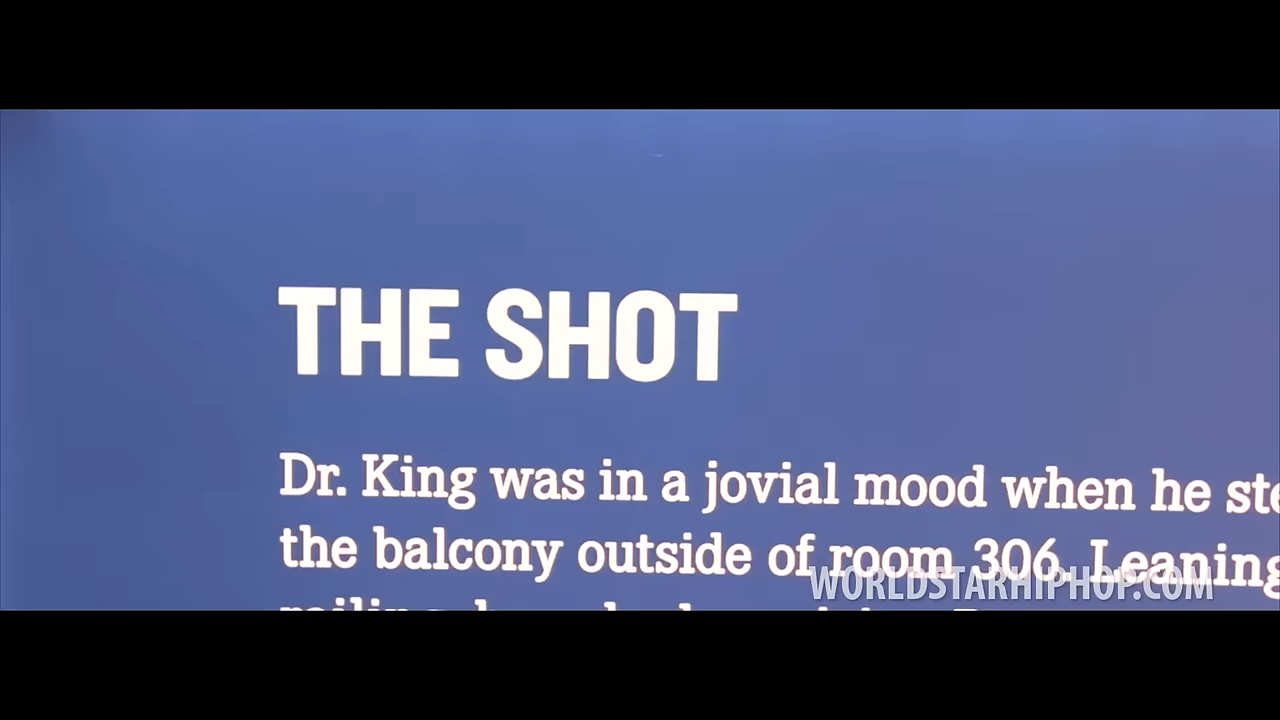 THE SHOT
Dr. King was in a jovial mood when he ste
the balcony outside of room 306. Leaning
WORLDSTARHIPHOP.COM